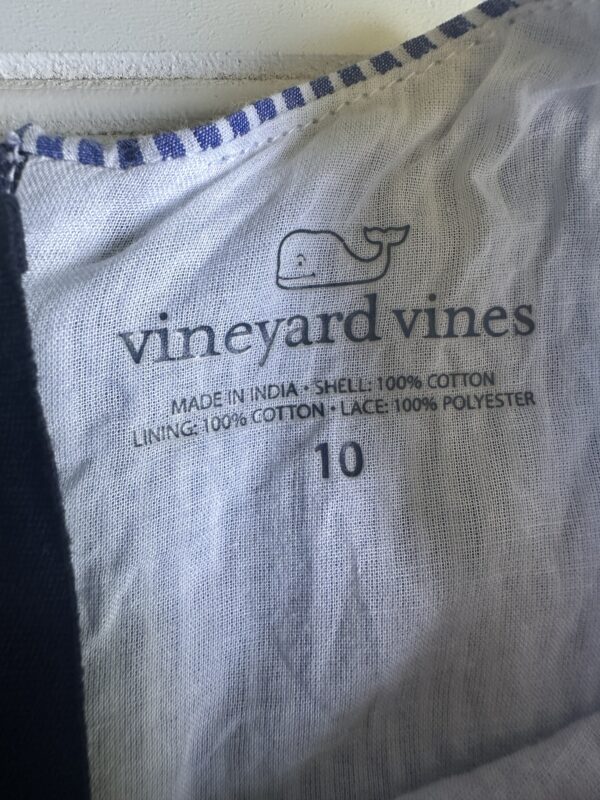 vineyard vines
MADE IN INDIA • SHELL: 100% COTTON
LINING: 100% COTTON • LACE: 100% POLYESTER
10